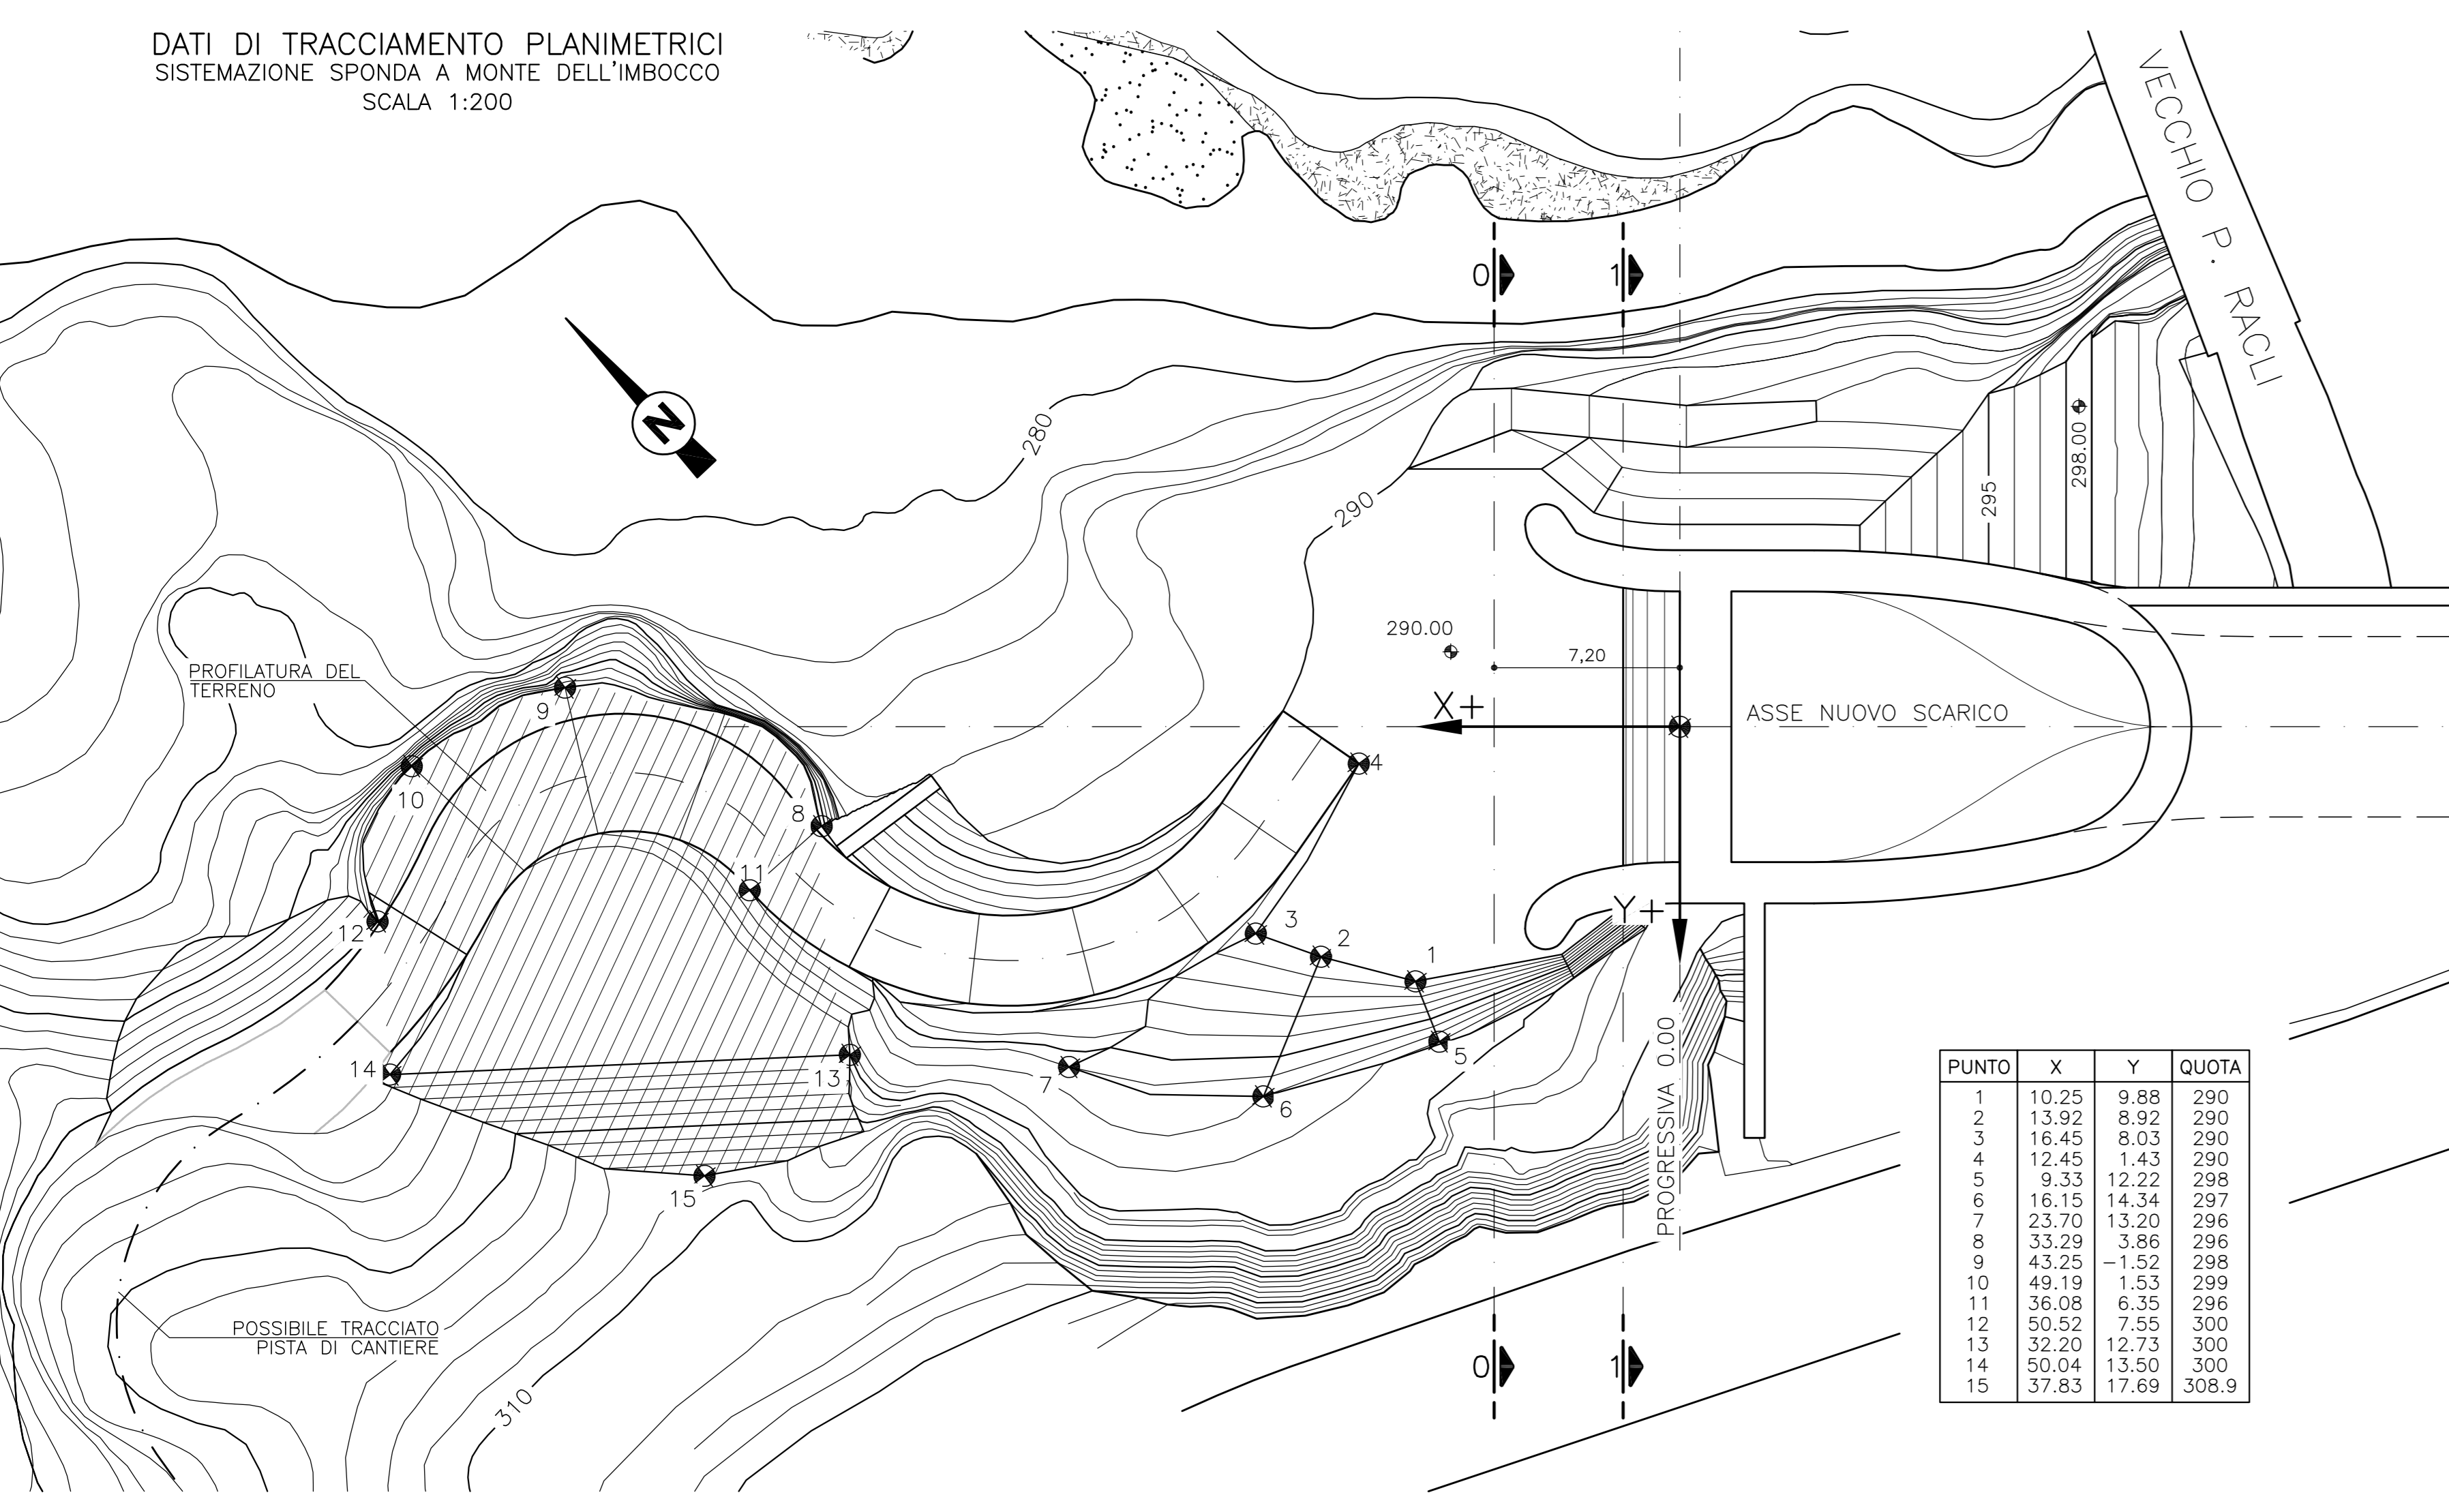 DATI DI TRACCIAMENTO PLANIMETRICI
SISTEMAZIONE SPONDA A MONTE DELL'IMBOCCO
SCALA 1:200
VECCHIO P. RACLI
0
1
N
280
290
298.00
295
290.00
7,20
X+
ASSE NUOVO SCARICO
PROFILATURA DEL
TERRENO
9
4
10
8
11
3
2
1
Y+
12
5
14
13
7
6
15
PROGRESSIVA 0.00
POSSIBILE TRACCIATO
PISTA DI CANTIERE
310
0
1
PUNTO X Y QUOTA
1 10.25 9.88 290
2 13.92 8.92 290
3 16.45 8.03 290
4 12.45 1.43 290
5 9.33 12.22 298
6 16.15 14.34 297
7 23.70 13.20 296
8 33.29 3.86 296
9 43.25 −1.52 298
10 49.19 1.53 299
11 36.08 6.35 296
12 50.52 7.55 300
13 32.20 12.73 300
14 50.04 13.50 300
15 37.83 17.69 308.9